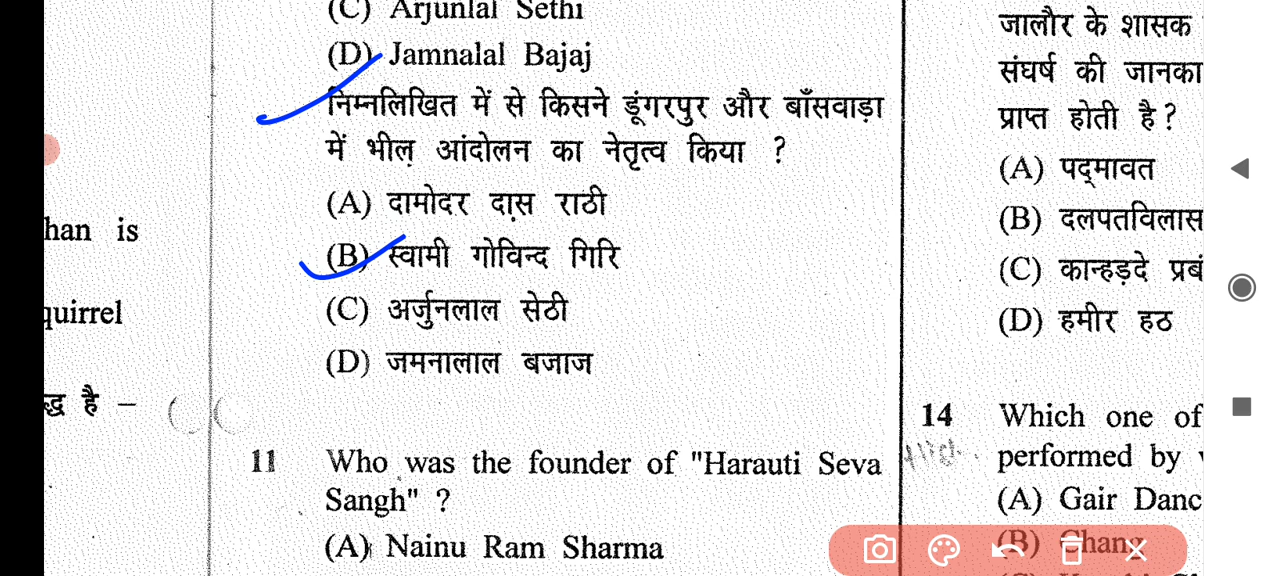 (C) Arjunlal Sethi
(D) Jamnalal Bajaj
निम्नलिखित में से किसने डूंगरपुर और बाँसवाड़ा
में भील आंदोलन का नेतृत्व किया ?
(A) दामोदर दास राठी
(B) स्वामी गोविन्द गिरि
(C) अर्जुनलाल सेठी
(D) जमनालाल बजाज
11 Who was the founder of "Harauti Seva
Sangh" ?
(A) Nainu Ram Sharma
han is
quirrel
द्ध है –
जालौर के शासक
संघर्ष की जानका
प्राप्त होती है ?
(A) पद्मावत
(B) दलपतविलास
(C) कान्हड़दे प्रबं
(D) हमीर हठ
14 Which one of
performed by
(A) Gair Danc
(B) Chang